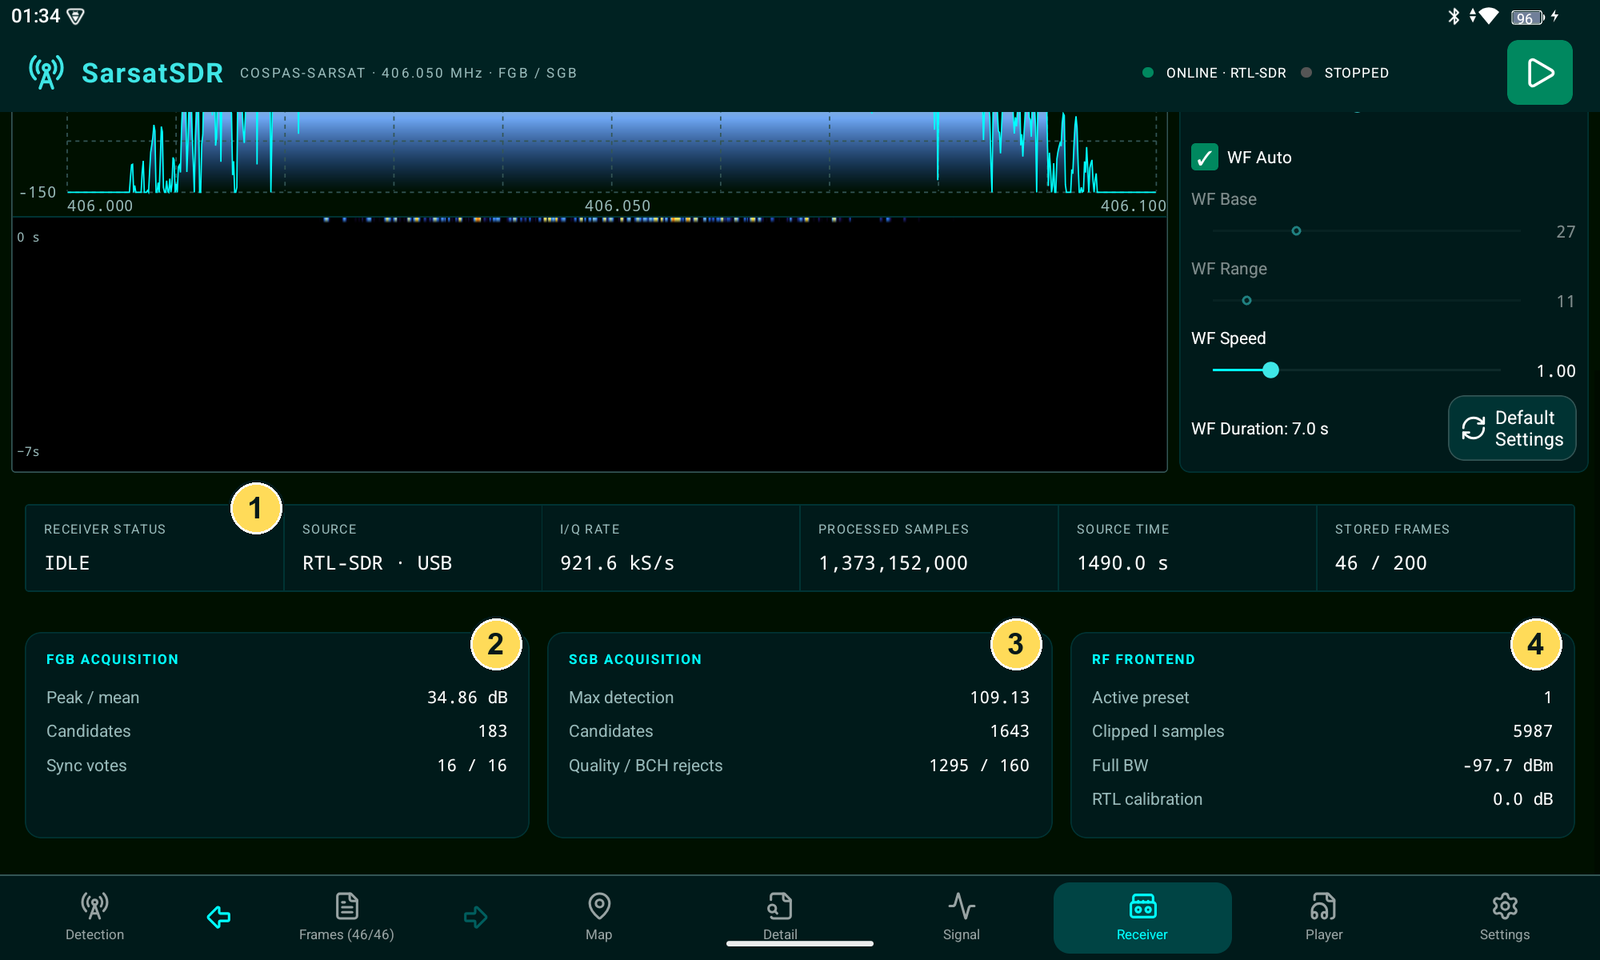 01:34
96
SarsatSDR COSPAS-SARSAT · 406.050 MHz · FGB / SGB
ONLINE · RTL-SDR STOPPED
-150
406.000 406.050 406.100
0 s
-7s
WF Auto
WF Base
27
WF Range
11
WF Speed
1.00
WF Duration: 7.0 s
Default
Settings
1
RECEIVER STATUS
IDLE
SOURCE
RTL-SDR · USB
I/Q RATE
921.6 kS/s
PROCESSED SAMPLES
1,373,152,000
SOURCE TIME
1490.0 s
STORED FRAMES
46 / 200
2
FGB ACQUISITION
Peak / mean 34.86 dB
Candidates 183
Sync votes 16 / 16
3
SGB ACQUISITION
Max detection 109.13
Candidates 1643
Quality / BCH rejects 1295 / 160
4
RF FRONTEND
Active preset 1
Clipped I samples 5987
Full BW -97.7 dBm
RTL calibration 0.0 dB
Detection
Frames (46/46)
Map
Detail
Signal
Receiver
Player
Settings